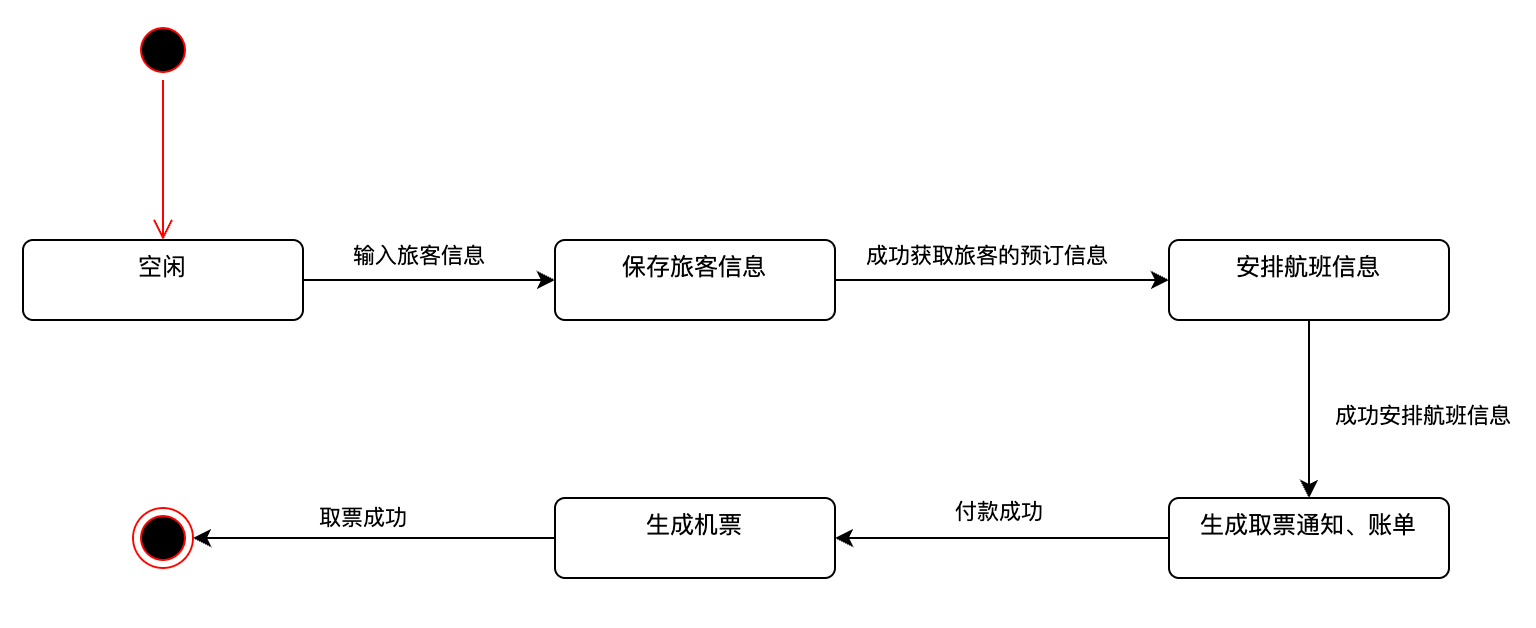 空闲
输入旅客信息
保存旅客信息
成功获取旅客的预订信息
安排航班信息
成功安排航班信息
生成取票通知、账单
付款成功
生成机票
取票成功